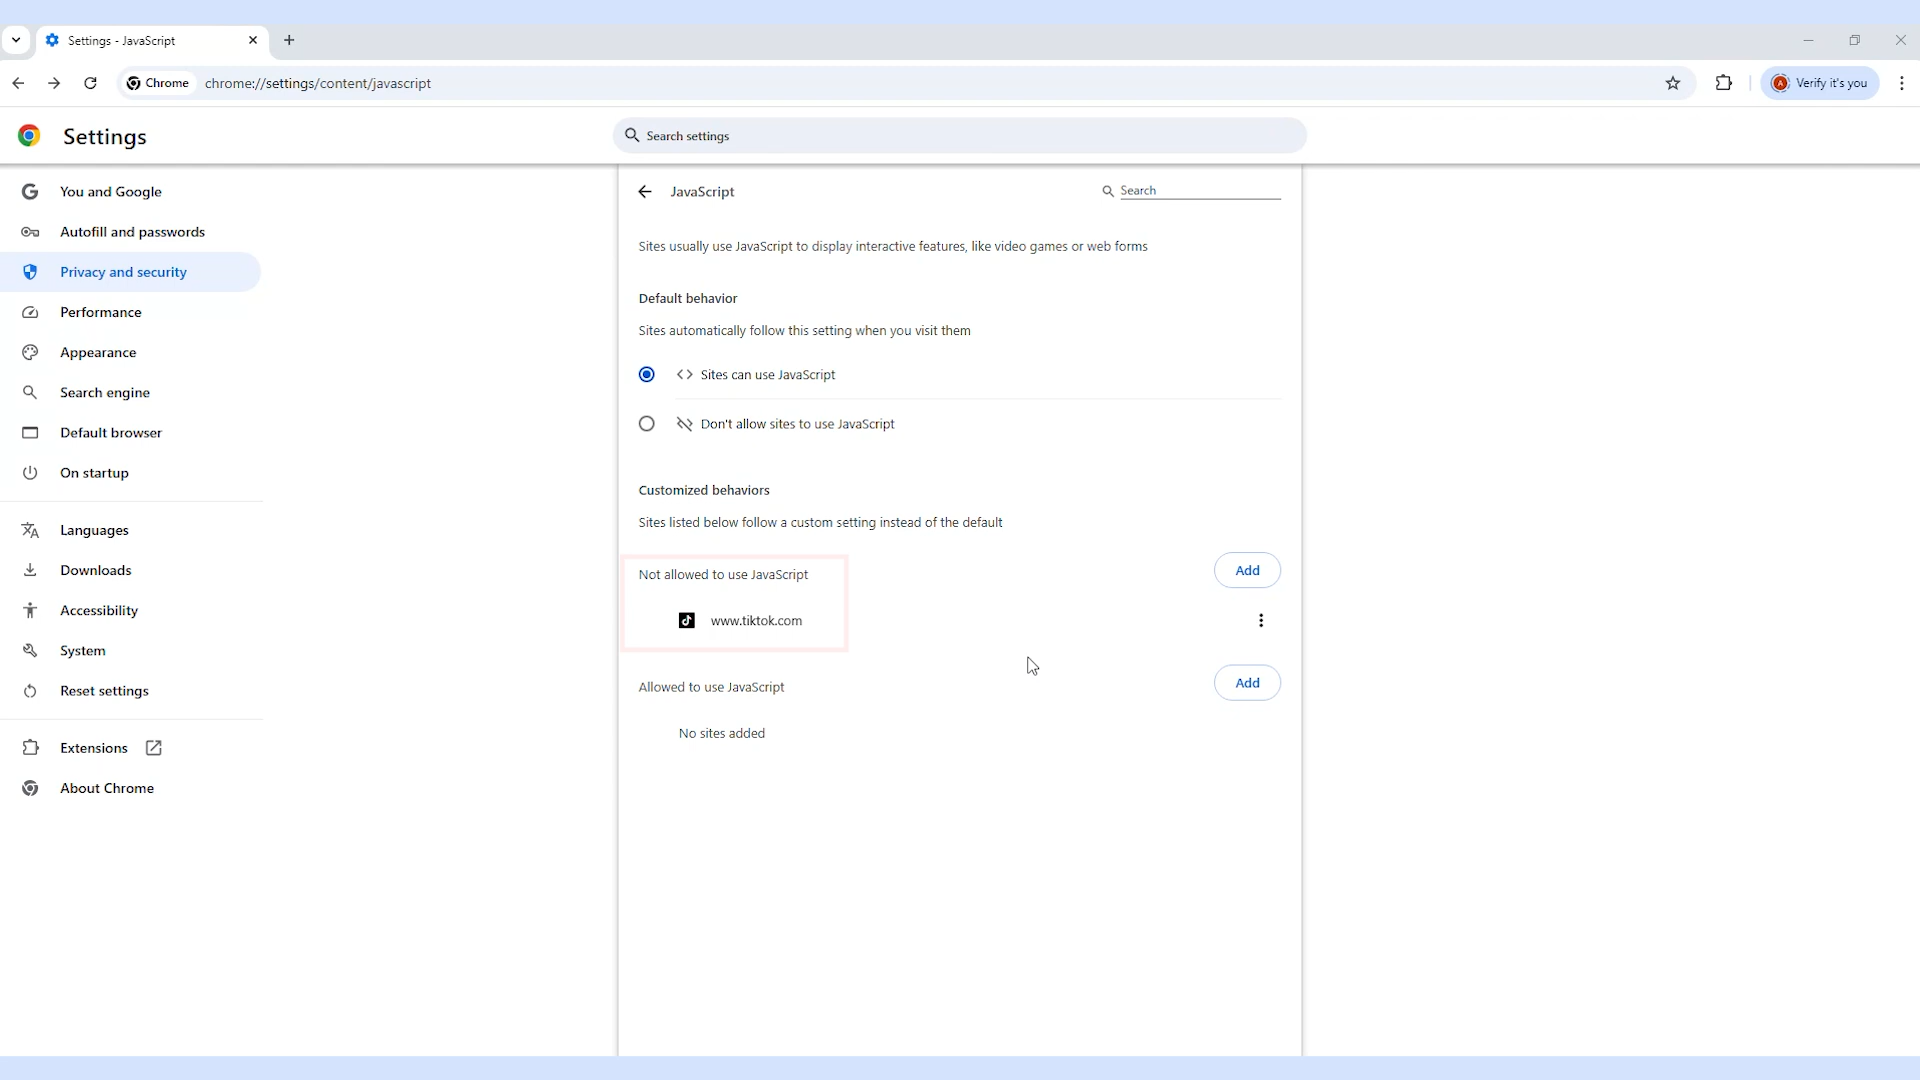 Settings - JavaScript
Chrome
chrome://settings/content/javascript
Verify it's you
Settings
Search settings
You and Google
Autofill and passwords
Privacy and security
Performance
Appearance
Search engine
Default browser
On startup
Languages
Downloads
Accessibility
System
Reset settings
Extensions
About Chrome
JavaScript
Search
Sites usually use JavaScript to display interactive features, like video games or web forms
Default behavior
Sites automatically follow this setting when you visit them
Sites can use JavaScript
Don't allow sites to use JavaScript
Customized behaviors
Sites listed below follow a custom setting instead of the default
Not allowed to use JavaScript
Add
www.tiktok.com
Allowed to use JavaScript
Add
No sites added